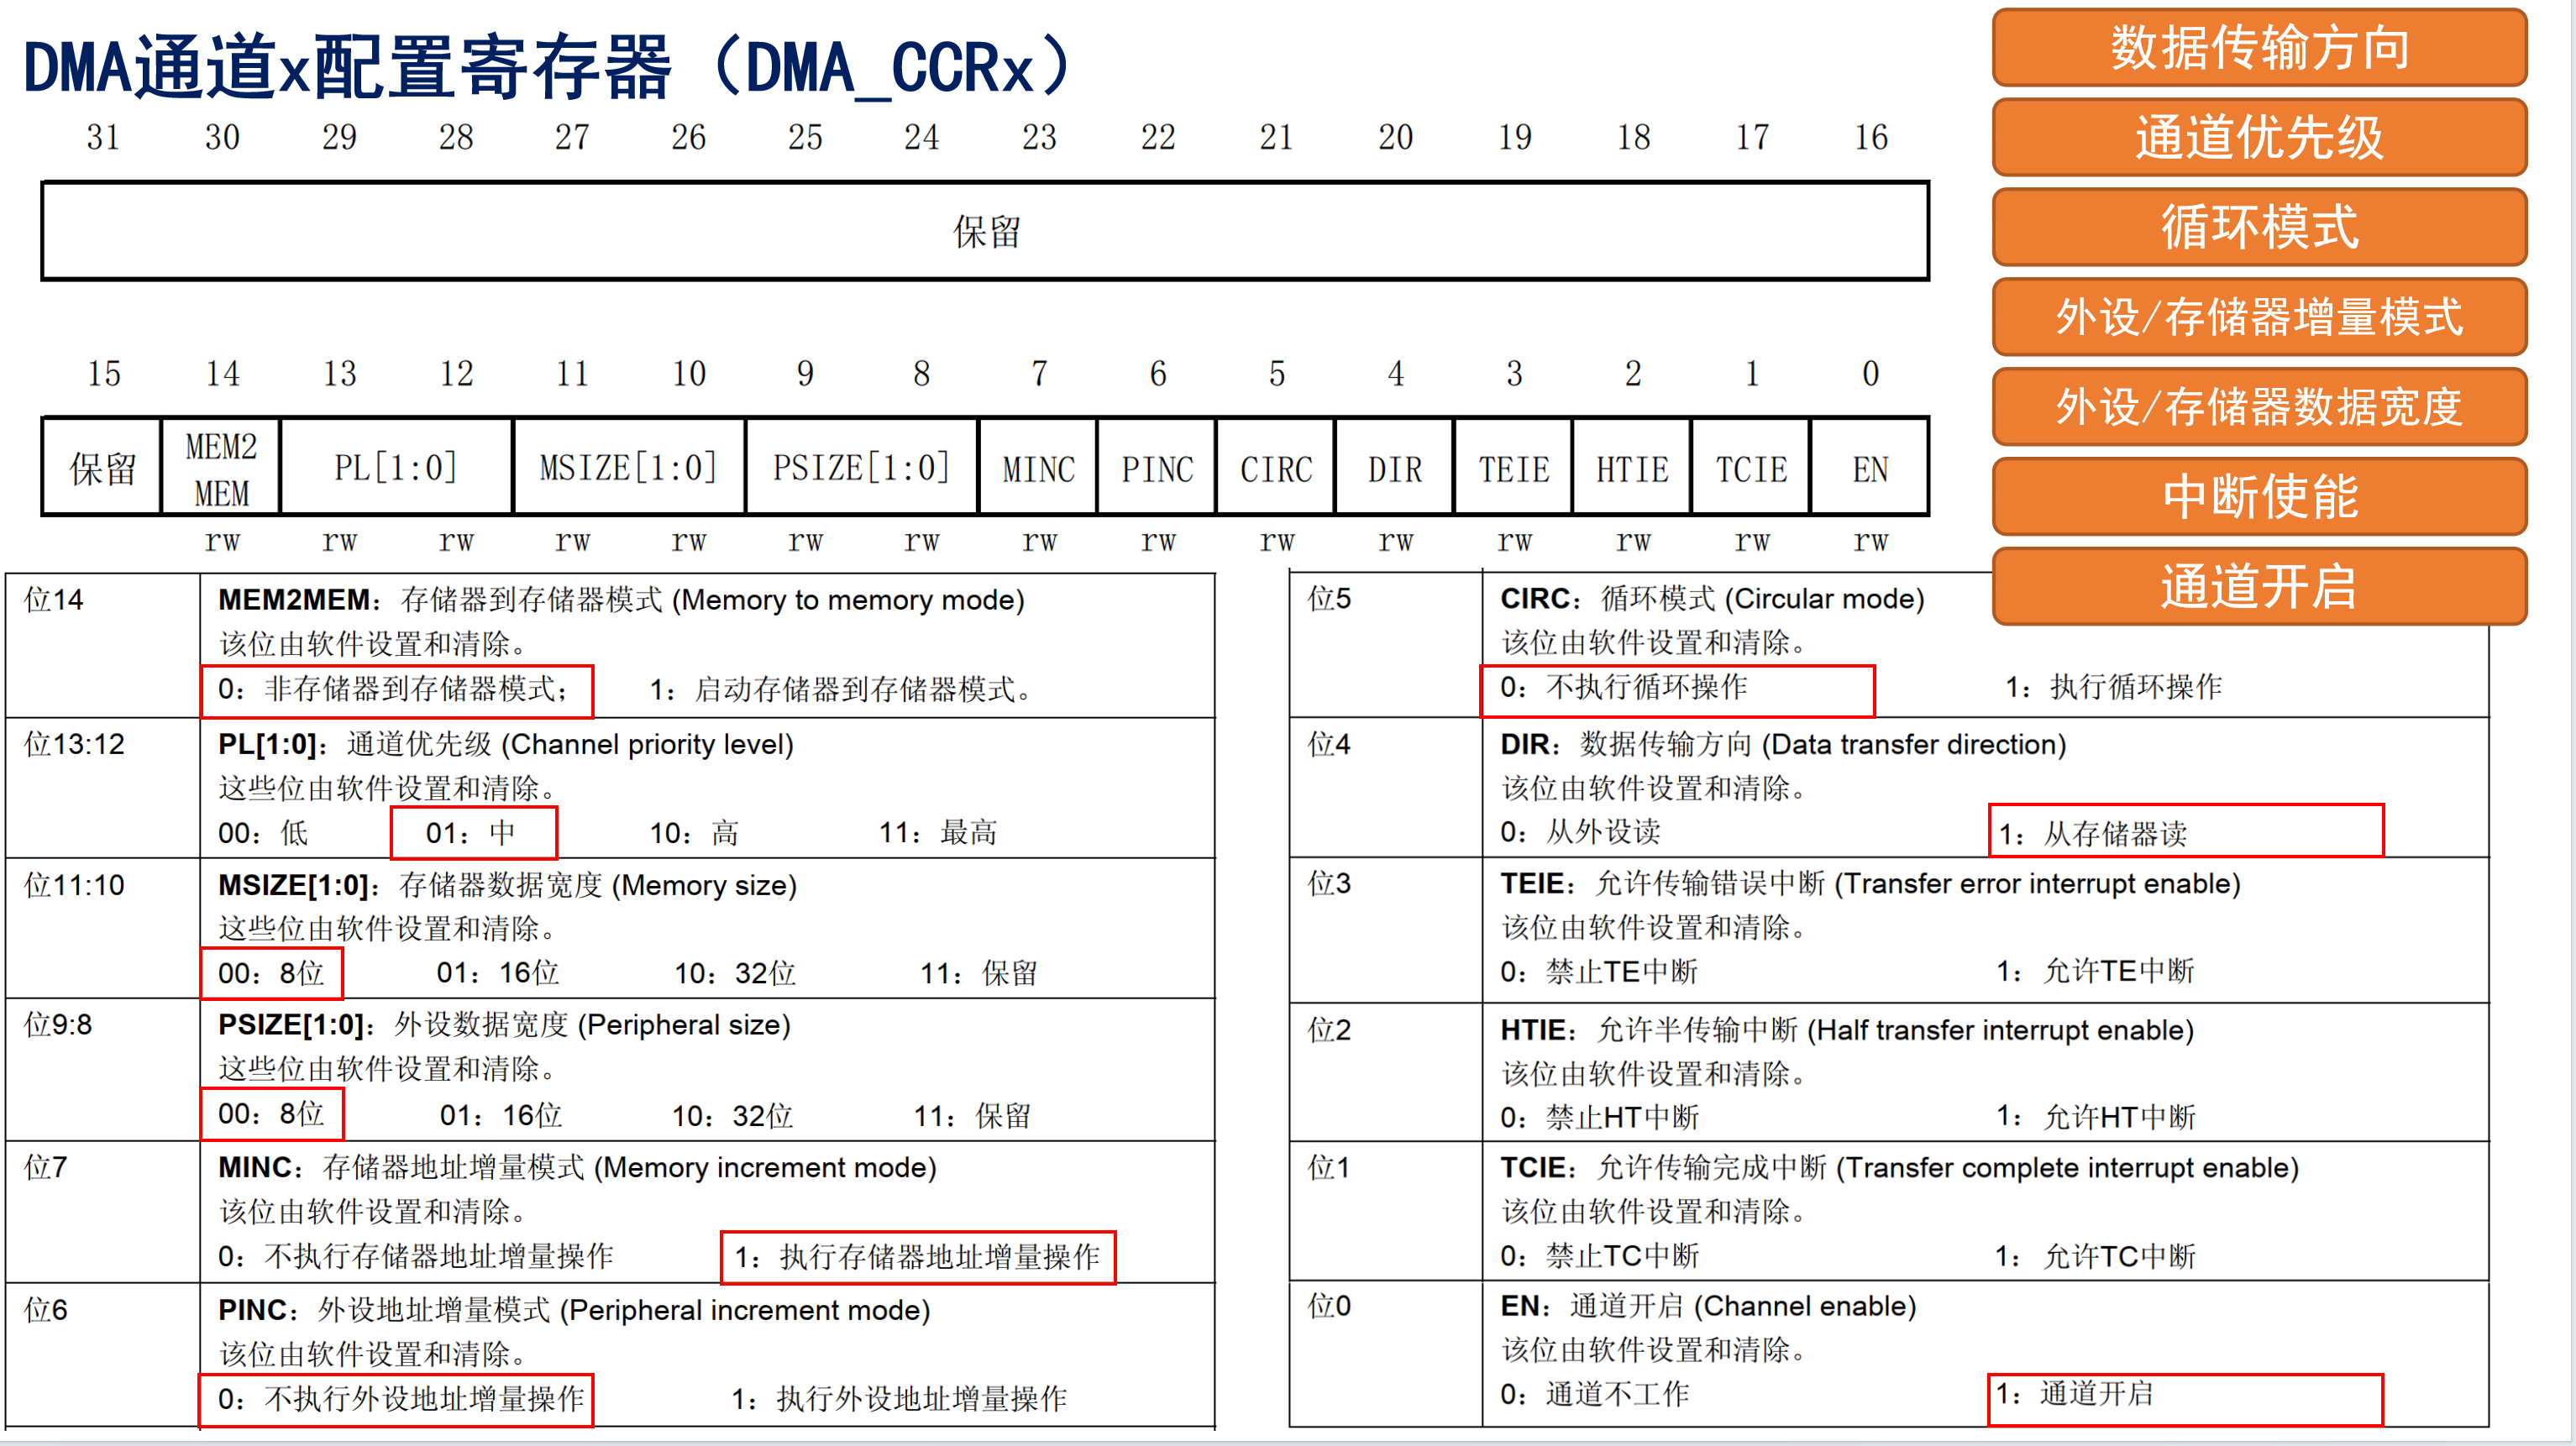 DMA通道x配置寄存器（DMA_CCRx）
数据传输方向
通道优先级
循环模式
外设/存储器增量模式
外设/存储器数据宽度
中断使能
通道开启
31 30 29 28 27 26 25 24 23 22 21 20 19 18 17 16
保留
15 14 13 12 11 10 9 8 7 6 5 4 3 2 1 0
保留 MEM2 MEM PL[1:0] MSIZE[1:0] PSIZE[1:0] MINC PINC CIRC DIR TEIE HTIE TCIE EN
rw rw rw rw rw rw rw rw rw rw rw rw rw rw rw
位14 MEM2MEM：存储器到存储器模式 (Memory to memory mode)
该位由软件设置和清除。
0：非存储器到存储器模式； 1：启动存储器到存储器模式。
位13:12 PL[1:0]：通道优先级 (Channel priority level)
这些位由软件设置和清除。
00：低 01：中 10：高 11：最高
位11:10 MSIZE[1:0]：存储器数据宽度 (Memory size)
这些位由软件设置和清除。
00：8位 01：16位 10：32位 11：保留
位9:8 PSIZE[1:0]：外设数据宽度 (Peripheral size)
这些位由软件设置和清除。
00：8位 01：16位 10：32位 11：保留
位7 MINC：存储器地址增量模式 (Memory increment mode)
该位由软件设置和清除。
0：不执行存储器地址增量操作 1：执行存储器地址增量操作
位6 PINC：外设地址增量模式 (Peripheral increment mode)
该位由软件设置和清除。
0：不执行外设地址增量操作 1：执行外设地址增量操作
位5 CIRC：循环模式 (Circular mode)
该位由软件设置和清除。
0：不执行循环操作 1：执行循环操作
位4 DIR：数据传输方向 (Data transfer direction)
该位由软件设置和清除。
0：从外设读 1：从存储器读
位3 TEIE：允许传输错误中断 (Transfer error interrupt enable)
该位由软件设置和清除。
0：禁止TE中断 1：允许TE中断
位2 HTIE：允许半传输中断 (Half transfer interrupt enable)
该位由软件设置和清除。
0：禁止HT中断 1：允许HT中断
位1 TCIE：允许传输完成中断 (Transfer complete interrupt enable)
该位由软件设置和清除。
0：禁止TC中断 1：允许TC中断
位0 EN：通道开启 (Channel enable)
该位由软件设置和清除。
0：通道不工作 1：通道开启